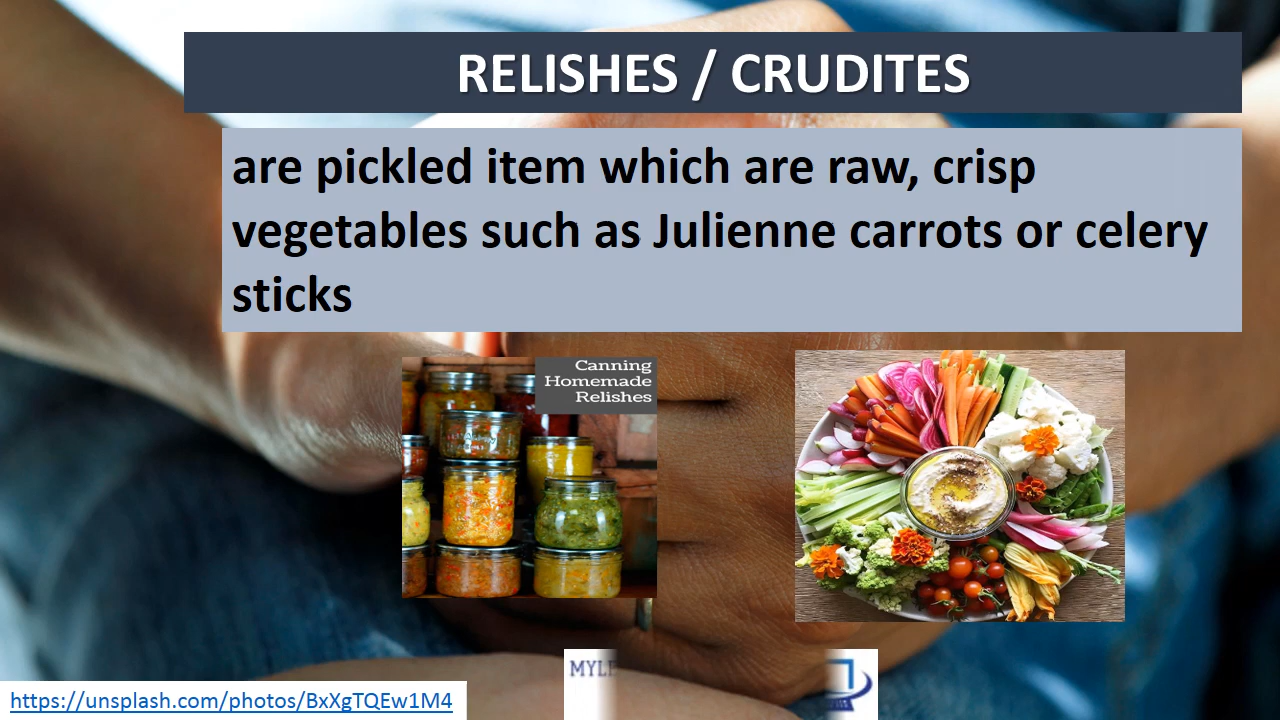 RELISHES / CRUDITES
are pickled item which are raw, crisp
vegetables such as Julienne carrots or celery
sticks
Canning
Homemade
Relishes
https://unsplash.com/photos/BxXgTQEw1M4